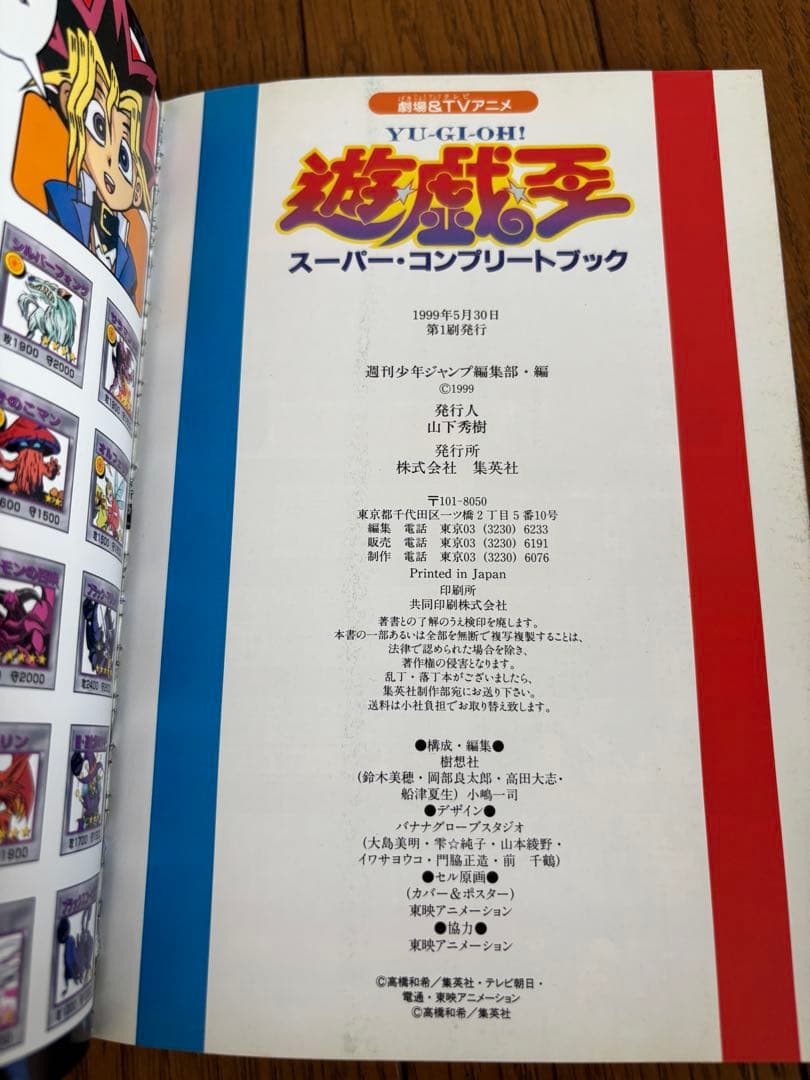 シルバーフォング
攻1900 守2000
のこマン
600 守1500
モンの召喚
リン
1900
劇場&TVアニメ
YU-GI-OH!
遊☆戯☆王
スーパー・コンプリートブック
1999年5月30日
第1刷発行
週刊少年ジャンプ編集部・編
©1999
発行人
山下秀樹
発行所
株式会社 集英社
〒101-8050
東京都千代田区一ツ橋2丁目5番10号
編集 電話 東京03(3230)6233
販売 電話 東京03(3230)6191
制作 電話 東京03(3230)6076
Printed in Japan
印刷所
共同印刷株式会社
著書との了解のうえ検印を廃します。
本書の一部あるいは全部を無断で複写複製することは、
法律で認められた場合を除き、
著作権の侵害となります。
乱丁・落丁本がございましたら、
集英社制作部宛にお送り下さい。
送料は小社負担でお取り替え致します。
●構成・編集●
樹想社
(鈴木美穂・岡部良太郎・高田大志・
船津夏生) 小嶋一司
●デザイン●
バナナグローブスタジオ
(大島美明・雫☆純子・山本綾野・
イワサヨウコ・門脇正造・前 千鶴)
●セル原画●
(カバー&ポスター)
東映アニメーション
●協力●
東映アニメーション
©高橋和希/集英社・テレビ朝日・
電通・東映アニメーション
©高橋和希/集英社